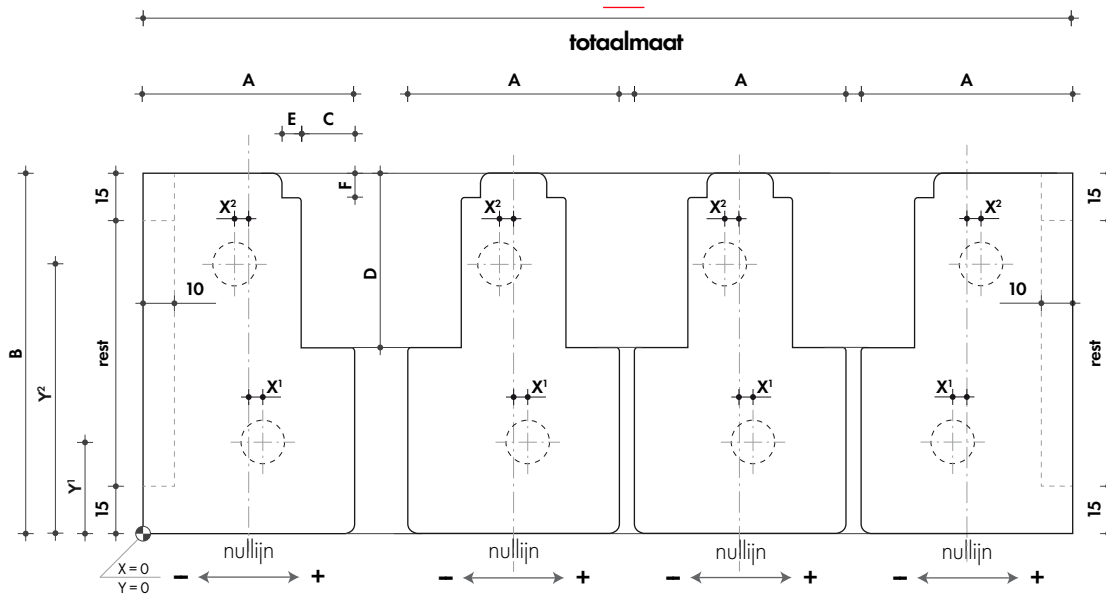 totaalmaat
A A A A
E C
15 F 15
X² X² X² X²
D
10 10
B Y² rest rest
X¹ X¹ X¹ X¹
Y¹ 15 15
nullijn nullijn nullijn nullijn
X = 0
Y = 0
− + − + − + − +